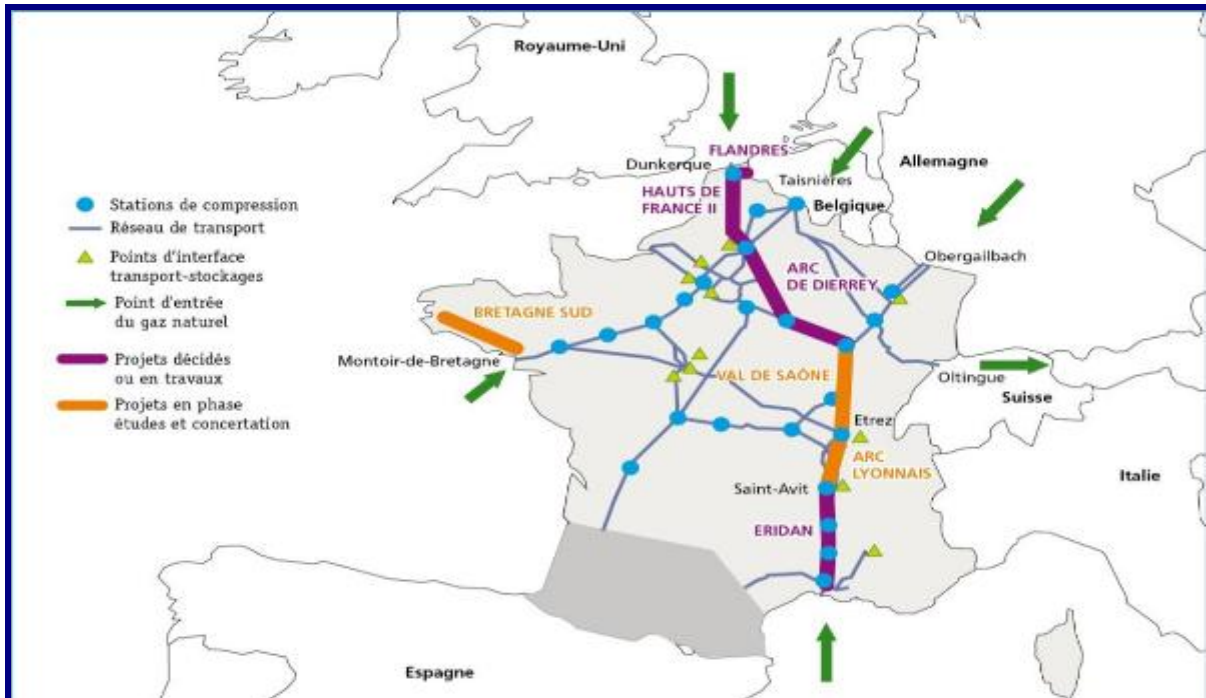 Royaume-Uni
FLANDRES
Dunkerque
Allemagne
Taisnières
HAUTS DE
FRANCE II
Belgique
Stations de compression
Réseau de transport
Points d'interface
transport-stockages
Point d'entrée
du gaz naturel
Projets décidés
ou en travaux
Projets en phase
études et concertation
Obergailbach
ARC
DE DIERREY
BRETAGNE SUD
Montoir-de-Bretagne
VAL DE SAÔNE
Oltingue
Suisse
Etrez
ARC
LYONNAIS
Saint-Avit
Italie
ERIDAN
Espagne